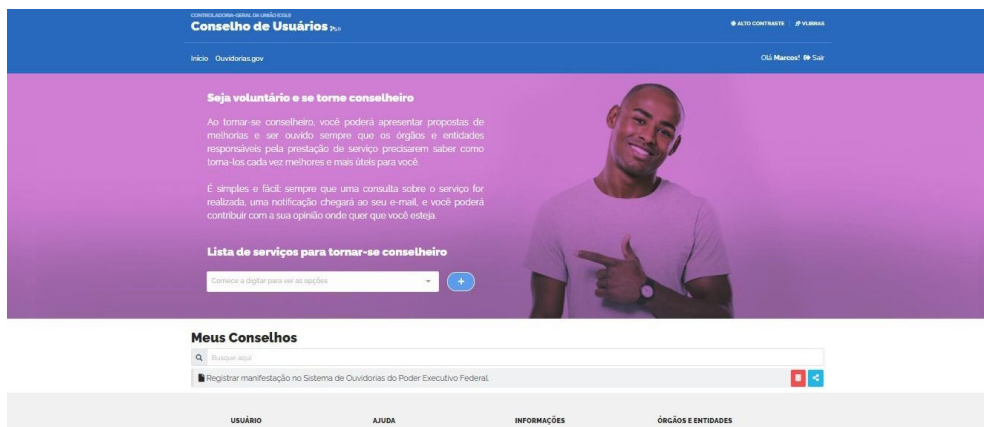 CONTROLADORIA-GERAL DA UNIÃO (CGU)
Conselho de Usuários
ALTO CONTRASTE
VLIBRAS
Início Ouvidorias.gov
Olá Marcos! Sair
Seja voluntário e se torne conselheiro
Ao tornar-se conselheiro, você poderá apresentar propostas de
melhorias e ser ouvido sempre que os órgãos e entidades
responsáveis pela prestação de serviço precisarem saber como
torna-los cada vez melhores e mais úteis para você.
É simples e fácil: sempre que uma consulta sobre o serviço for
realizada, uma notificação chegará ao seu e-mail, e você poderá
contribuir com a sua opinião onde quer que você esteja.
Lista de serviços para tornar-se conselheiro
Comece a digitar para ver as opções
Meus Conselhos
Busque aqui
Registrar manifestação no Sistema de Ouvidorias do Poder Executivo Federal
USUÁRIO
AJUDA
INFORMAÇÕES
ÓRGÃOS E ENTIDADES